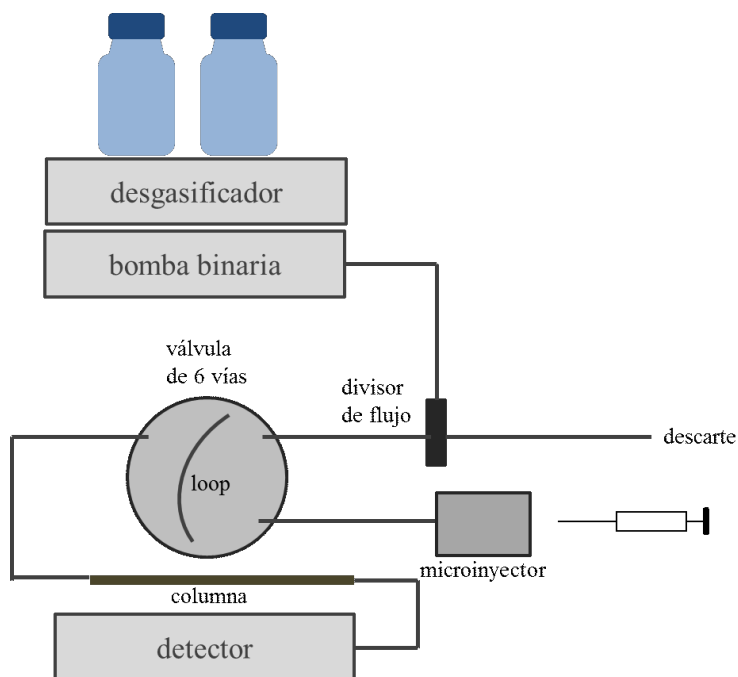 desgasificador
bomba binaria
válvula
de 6 vías
divisor
de flujo
descarte
loop
microinyector
columna
detector